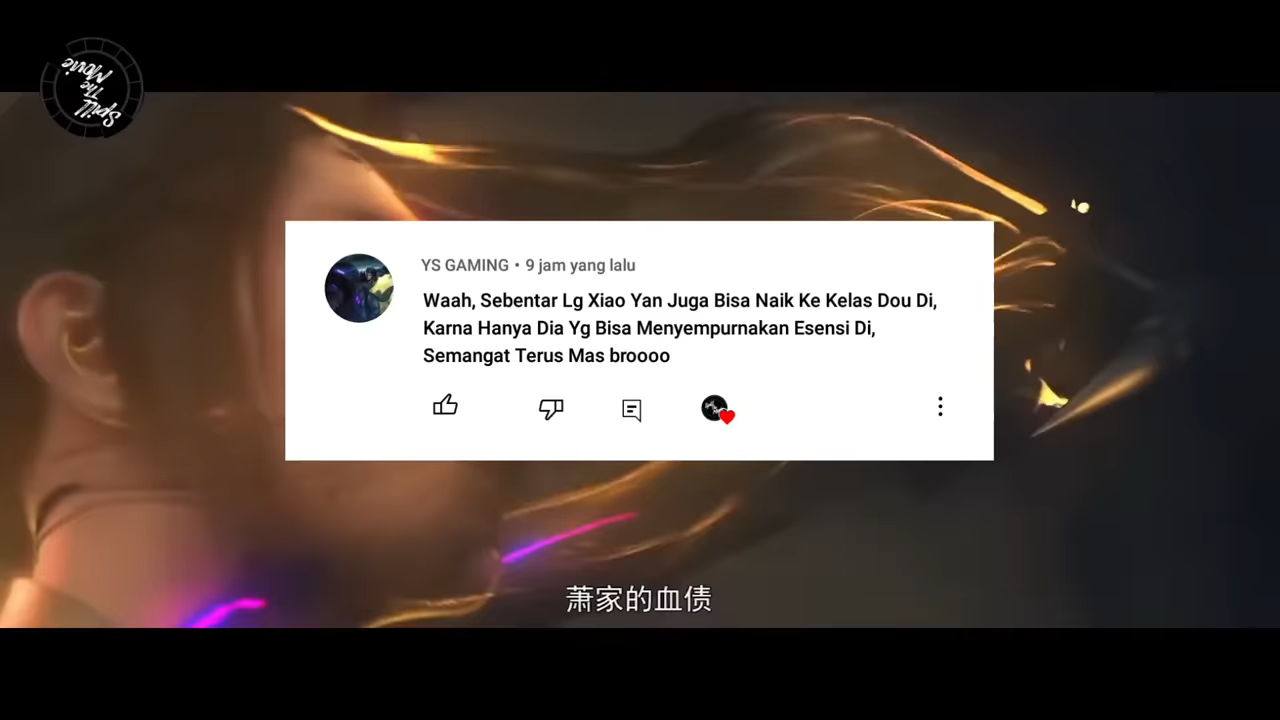 Spill
The
Movie
YS GAMING • 9 jam yang lalu
Waah, Sebentar Lg Xiao Yan Juga Bisa Naik Ke Kelas Dou Di,
Karna Hanya Dia Yg Bisa Menyempurnakan Esensi Di,
Semangat Terus Mas broooo
萧家的血债